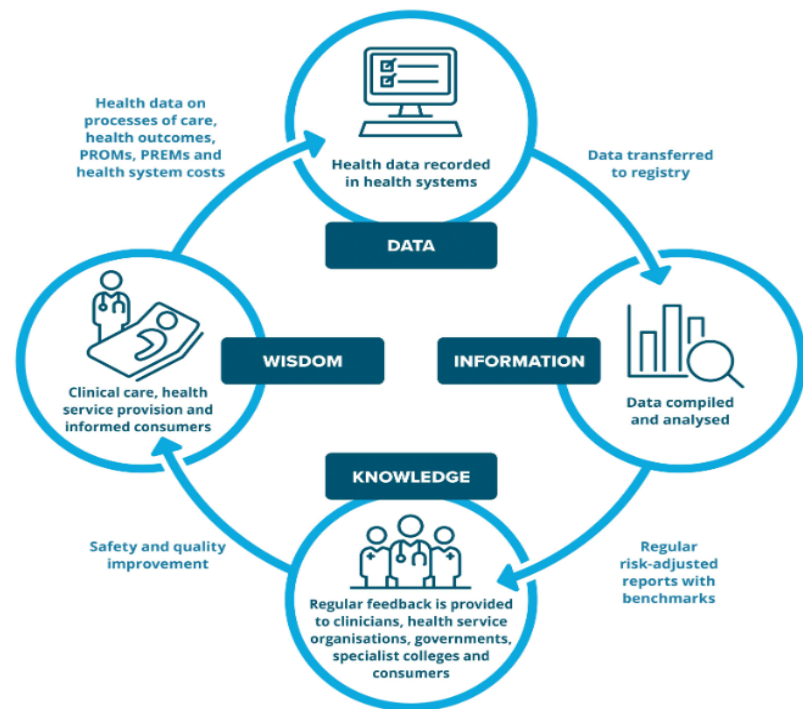 Health data recorded
in health systems
DATA
Data transferred
to registry
INFORMATION
Data compiled
and analysed
Regular
risk-adjusted
reports with
benchmarks
KNOWLEDGE
Regular feedback is provided
to clinicians, health service
organisations, governments,
specialist colleges and
consumers
Safety and quality
improvement
WISDOM
Clinical care, health
service provision and
informed consumers
Health data on
processes of care,
health outcomes,
PROMs, PREMs and
health system costs